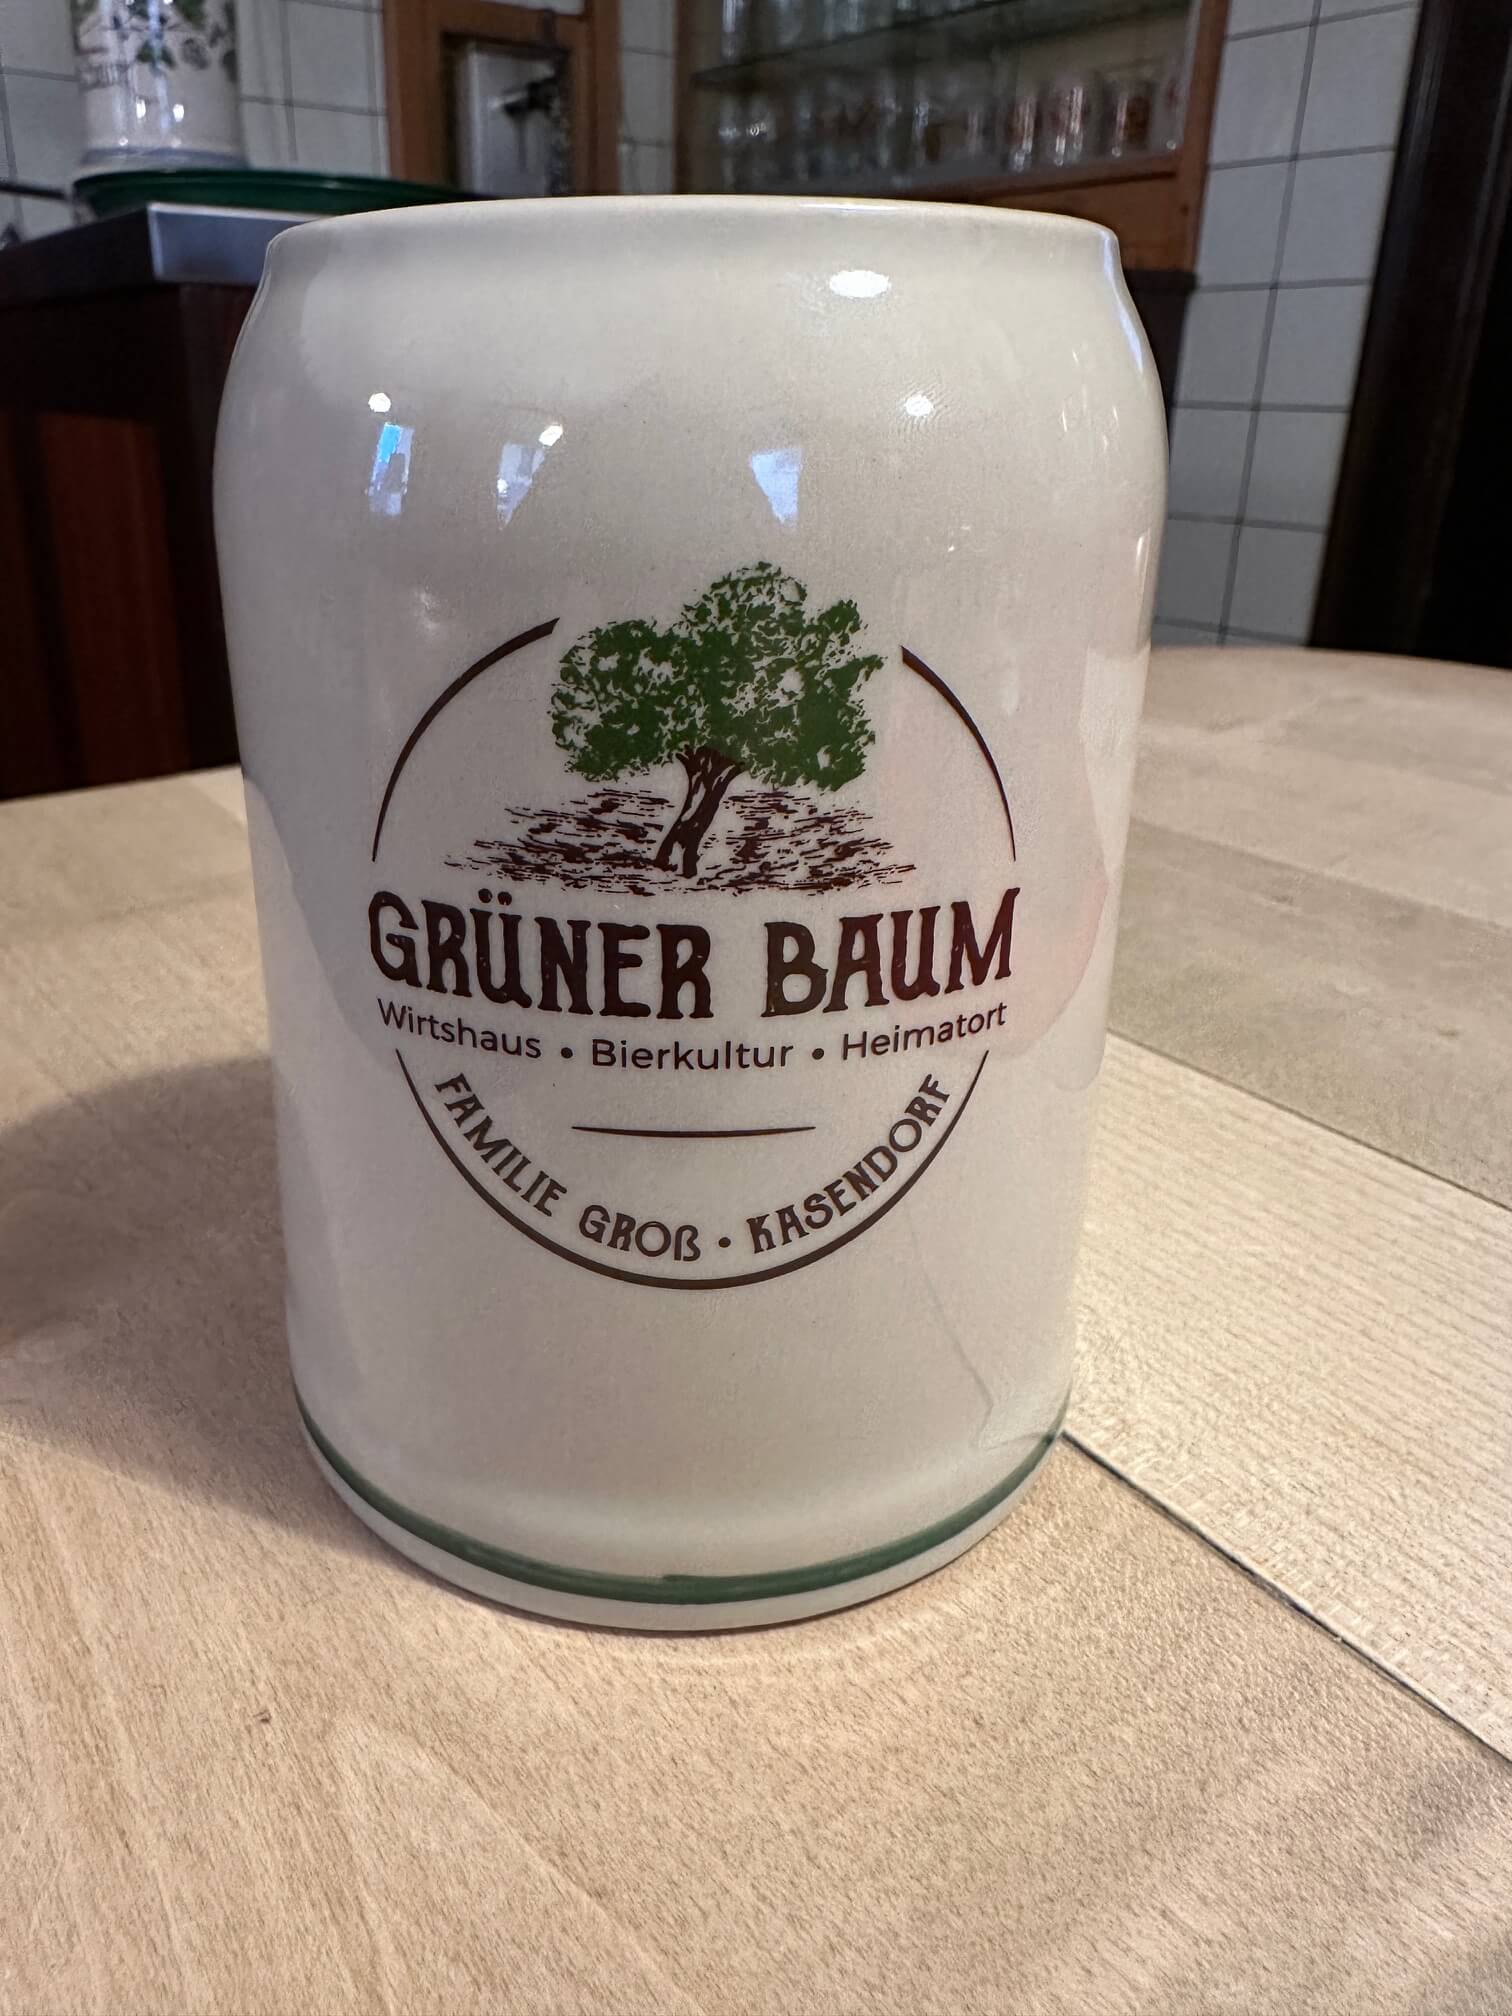 GRÜNER BAUM
Wirtshaus • Bierkultur • Heimatort
FAMILIE GROß • KASENDORF